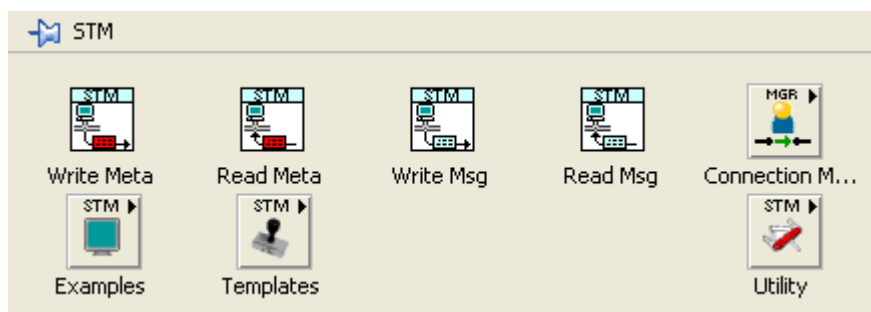 STM
STM STM STM STM MGR
Write Meta Read Meta Write Msg Read Msg Connection M...
STM STM STM
Examples Templates Utility